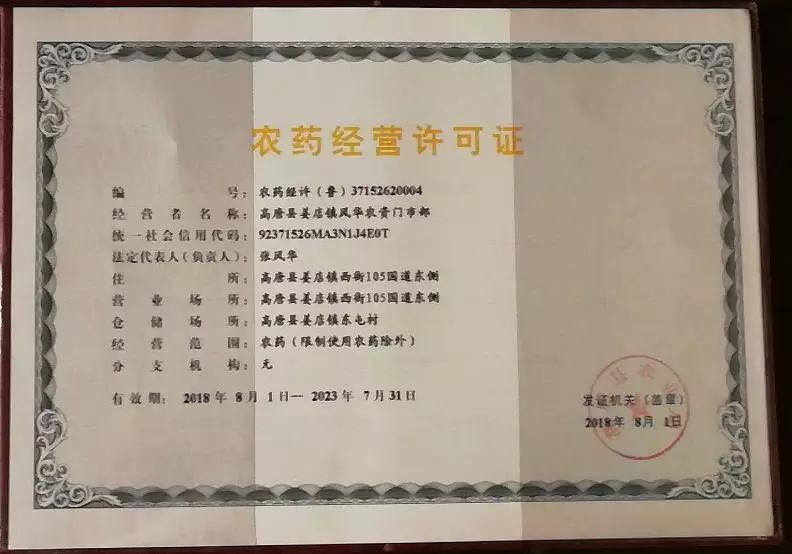 农药经营许可证
编号：农药经许（鲁）37152620004
经营者名称：高唐县姜店镇风华农资门市部
统一社会信用代码：92371526MA3N1J4E0T
法定代表人（负责人）：张风华
住所：高唐县姜店镇西街105国道东侧
营业场所：高唐县姜店镇西街105国道东侧
仓储场所：高唐县姜店镇东屯村
经营范围：农药（限制使用农药除外）
分支机构：无
有效期：2018年8月1日—2023年7月31日
发证机关（盖章）
2018年8月1日
县农业